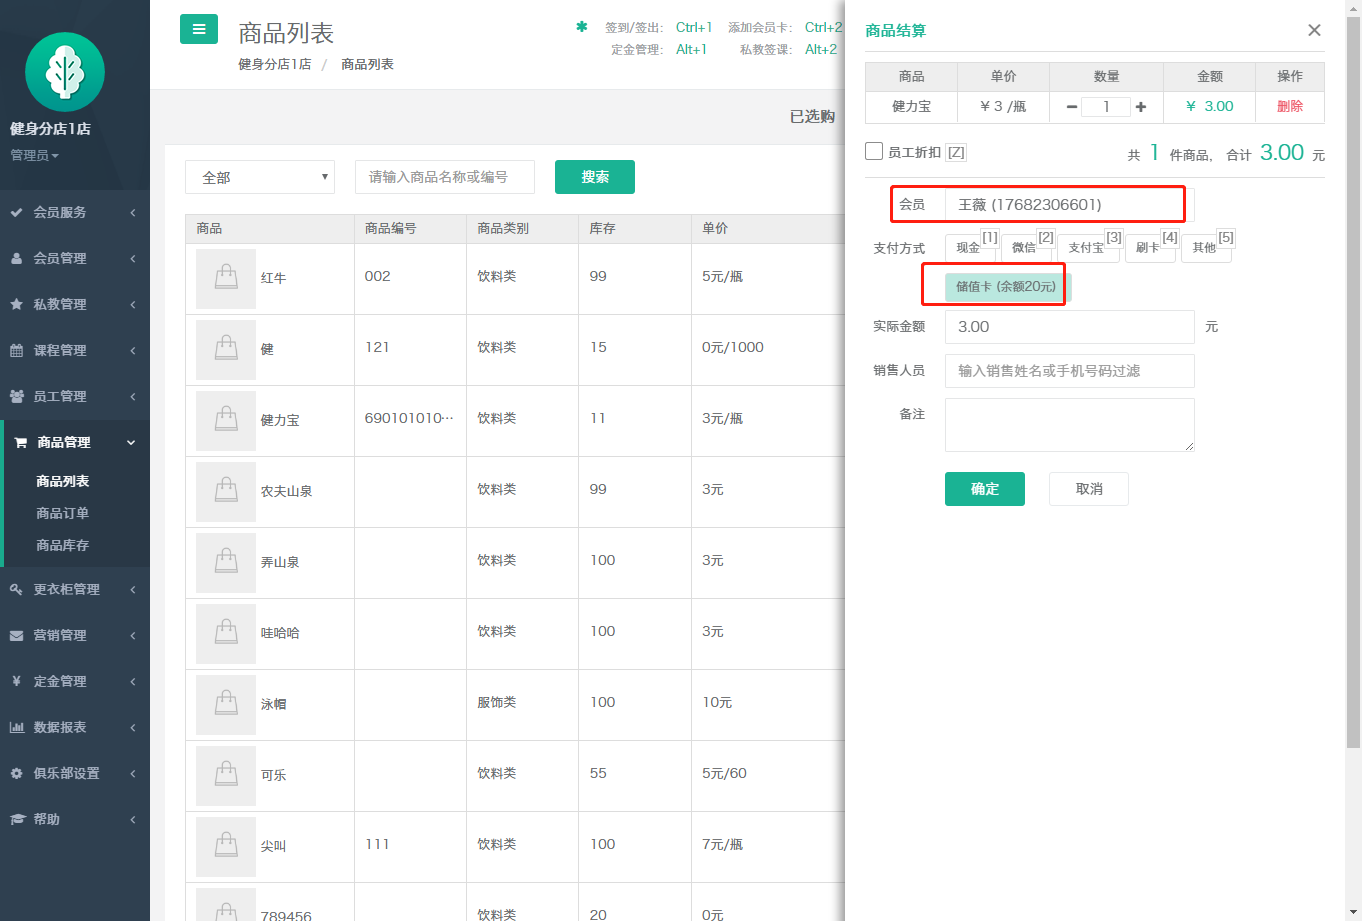 健身分店1店
管理员
会员服务
会员管理
私教管理
课程管理
员工管理
商品管理
商品列表
商品订单
商品库存
更衣柜管理
营销管理
定金管理
数据报表
俱乐部设置
帮助
商品列表
健身分店1店 / 商品列表
签到/签出: Ctrl+1 添加会员卡: Ctrl+2
定金管理: Alt+1 私教签课: Alt+2
已选购
全部 请输入商品名称或编号 搜索
商品 商品编号 商品类别 库存 单价
红牛 002 饮料类 99 5元/瓶
健 121 饮料类 15 0元/1000
健力宝 690101010… 饮料类 11 3元/瓶
农夫山泉 饮料类 99 3元
弄山泉 饮料类 100 3元
哇哈哈 饮料类 100 3元
泳帽 服饰类 100 10元
可乐 饮料类 55 5元/60
尖叫 111 饮料类 100 7元/瓶
789456 饮料类 20 0元
商品结算
商品 单价 数量 金额 操作
健力宝 ¥ 3 /瓶 1 ¥ 3.00 删除
员工折扣 [Z] 共 1 件商品, 合计 3.00 元
会员 王薇 (17682306601)
支付方式 现金 [1] 微信 [2] 支付宝 [3] 刷卡 [4] 其他 [5]
储值卡 (余额20元)
实际金额 3.00 元
销售人员 输入销售姓名或手机号码过滤
备注
确定 取消